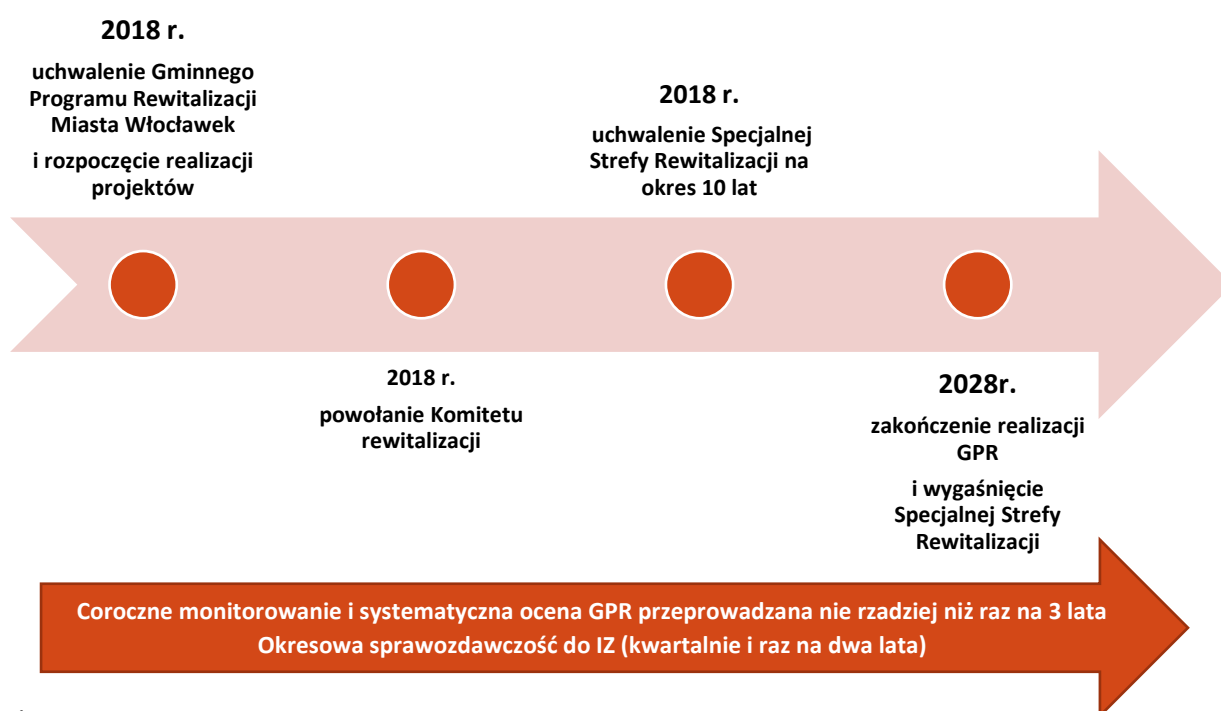 2018 r.
uchwalenie Gminnego
Programu Rewitalizacji
Miasta Włocławek
i rozpoczęcie realizacji
projektów
2018 r.
powołanie Komitetu
rewitalizacji
2018 r.
uchwalenie Specjalnej
Strefy Rewitalizacji na
okres 10 lat
2028r.
zakończenie realizacji
GPR
i wygaśnięcie
Specjalnej Strefy
Rewitalizacji
Coroczne monitorowanie i systematyczna ocena GPR przeprowadzana nie rzadziej niż raz na 3 lata
Okresowa sprawozdawczość do IZ (kwartalnie i raz na dwa lata)